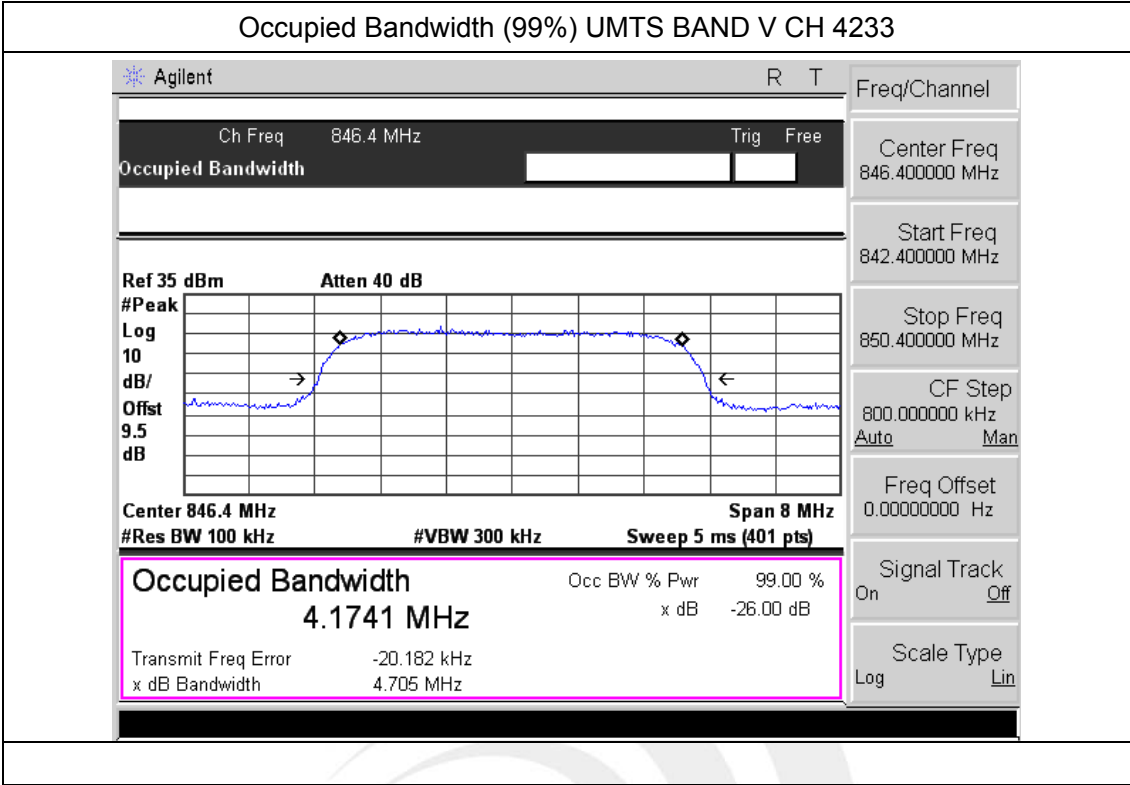 Occupied Bandwidth (99%) UMTS BAND V CH 4233
Agilent R T
Ch Freq 846.4 MHz Trig Free
Occupied Bandwidth
Ref 35 dBm Atten 40 dB
#Peak
Log
10
dB/
Offst
9.5
dB
Center 846.4 MHz Span 8 MHz
#Res BW 100 kHz #VBW 300 kHz Sweep 5 ms (401 pts)
Occupied Bandwidth Occ BW % Pwr 99.00 %
4.1741 MHz x dB -26.00 dB
Transmit Freq Error -20.182 kHz
x dB Bandwidth 4.705 MHz
Freq/Channel
Center Freq
846.400000 MHz
Start Freq
842.400000 MHz
Stop Freq
850.400000 MHz
CF Step
800.000000 kHz
Auto Man
Freq Offset
0.00000000 Hz
Signal Track
On Off
Scale Type
Log Lin